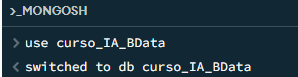 >_MONGOSH
> use curso_IA_BData
< switched to db curso_IA_BData